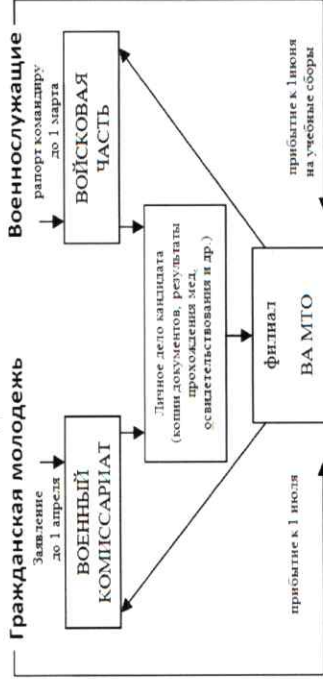 Гражданская молодежь
Военнослужащие
Заявление
до 1 апреля
рапорт командиру
до 1 марта
ВОЕННЫЙ
КОМИССАРИАТ
ВОЙСКОВАЯ
ЧАСТЬ
Личное дело кандидата
(копии документов, результаты
прохождения мед,
освидетельствования и др.)
прибытие к 1 июля
филиал
ВА МТО
прибытие к 1июня
на учебные сборы